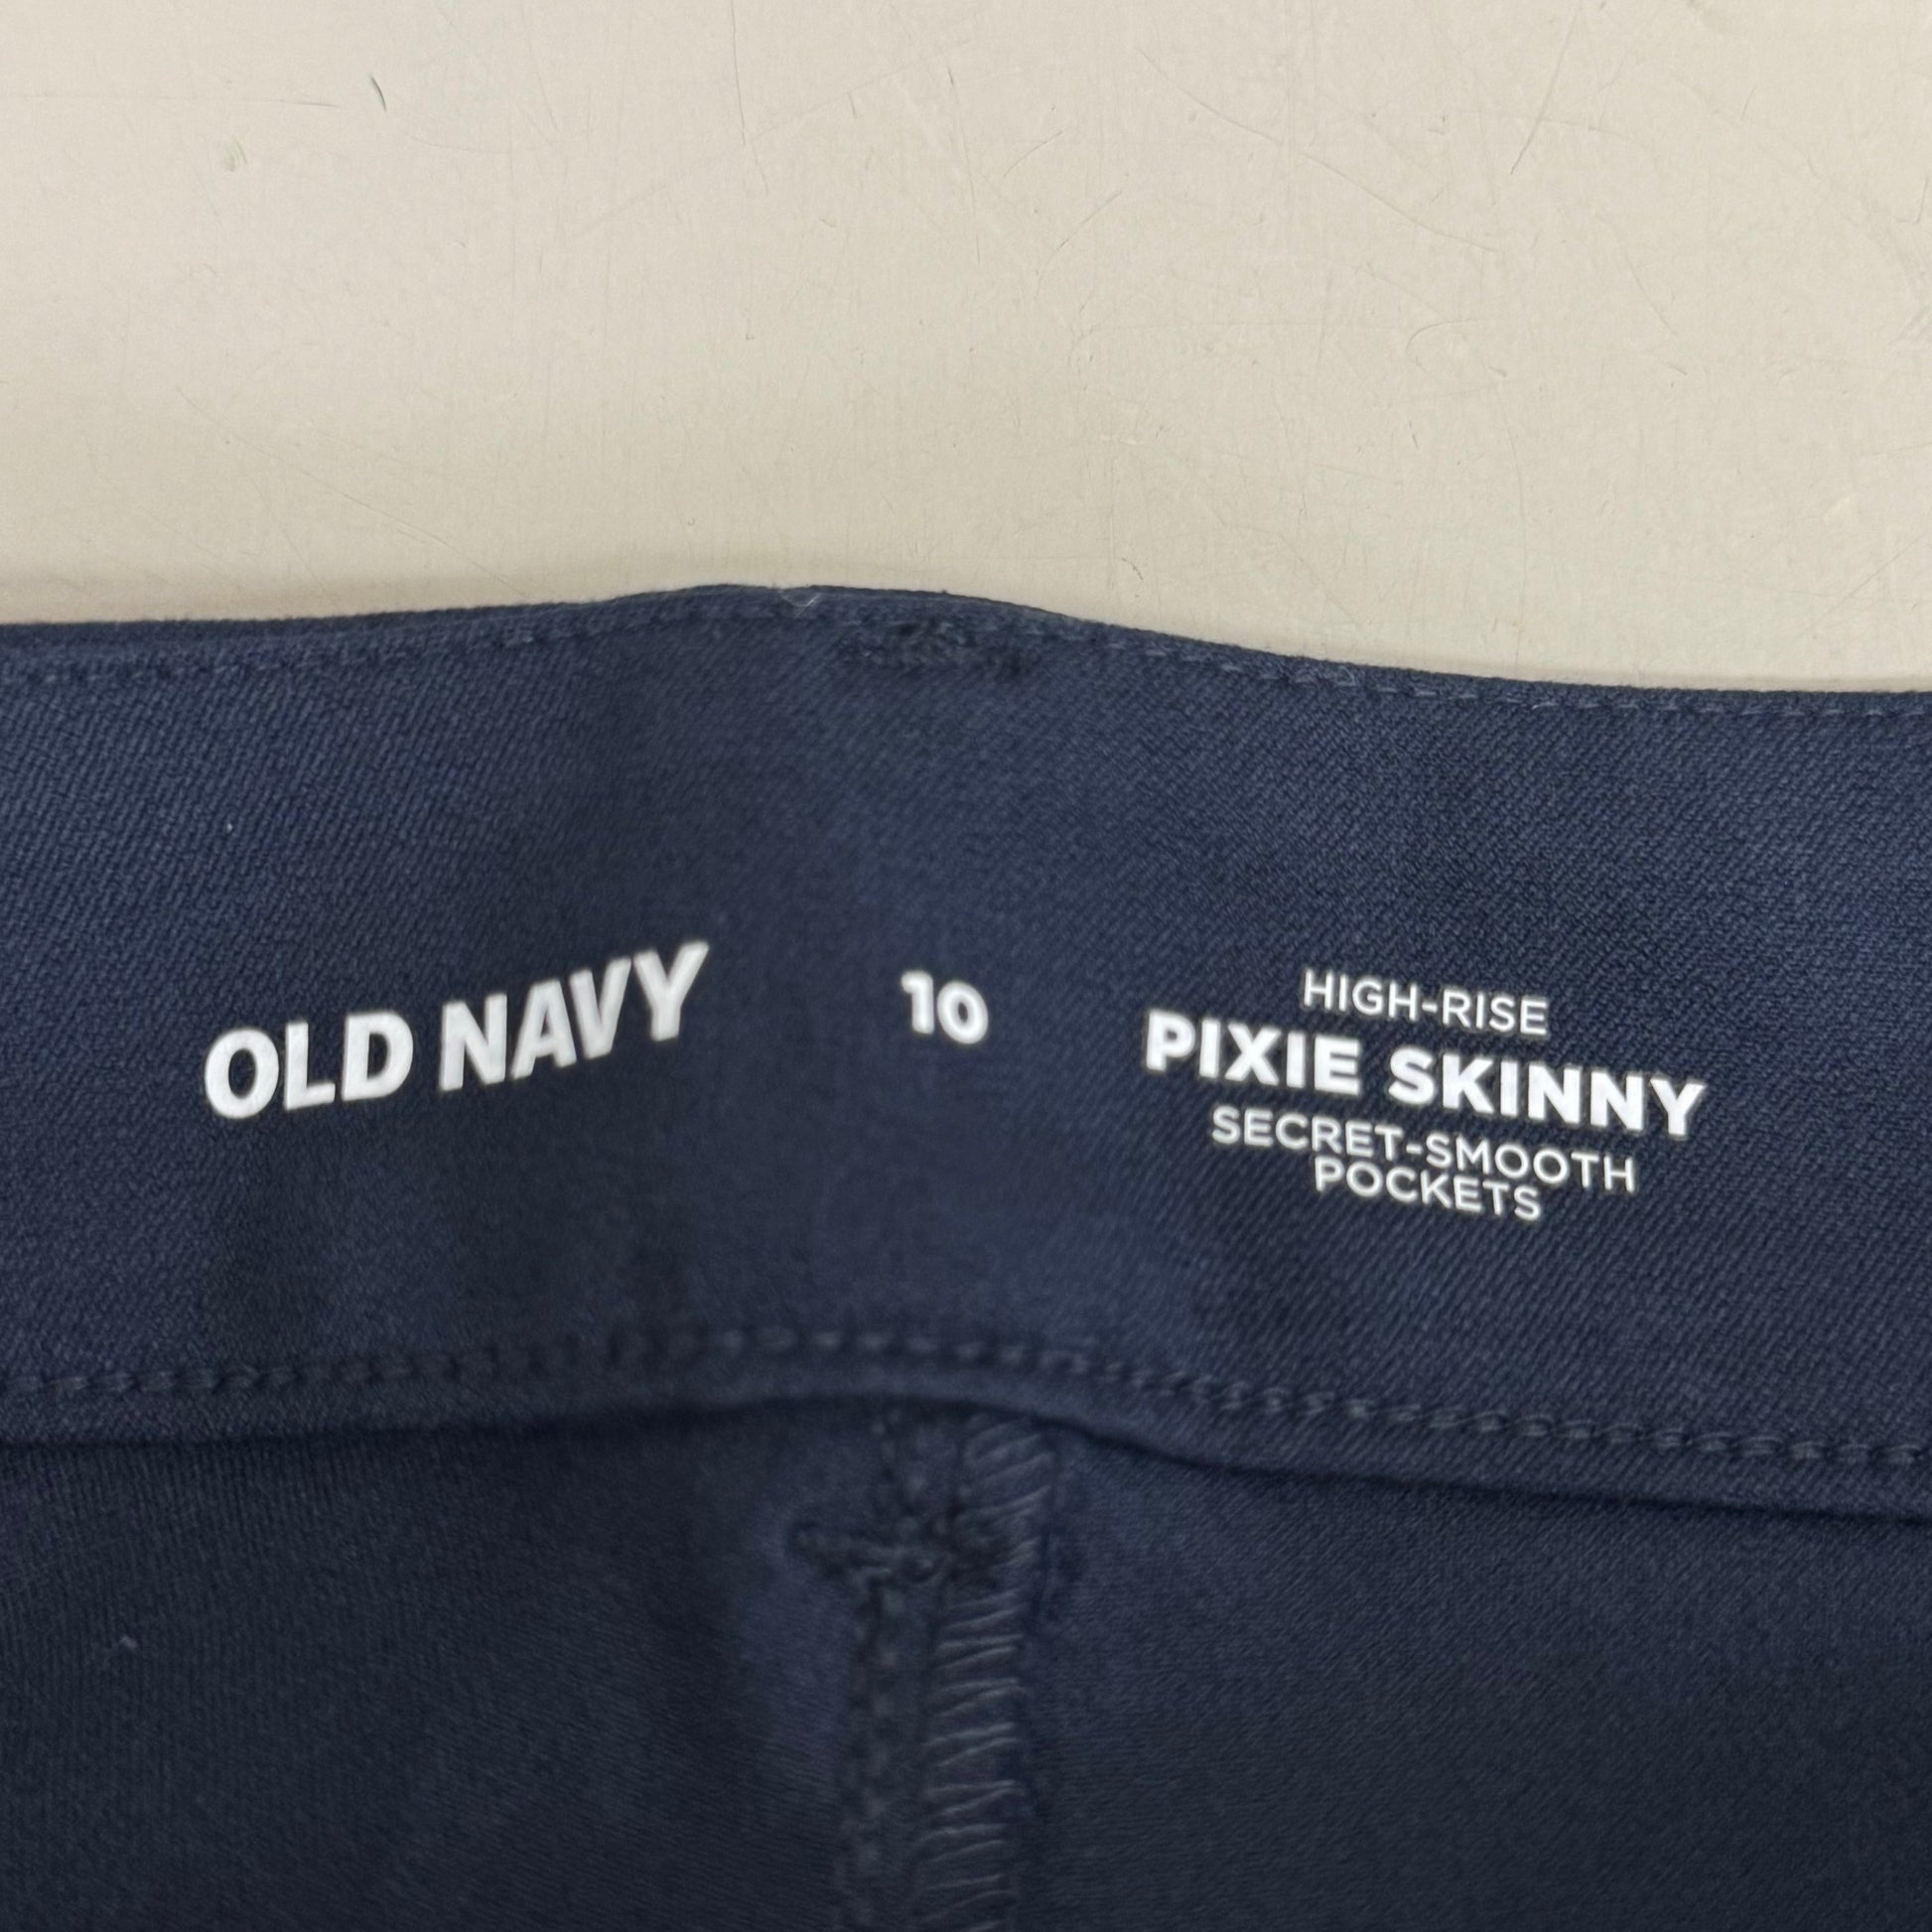 OLD NAVY
10
HIGH-RISE
PIXIE SKINNY
SECRET-SMOOTH
POCKETS